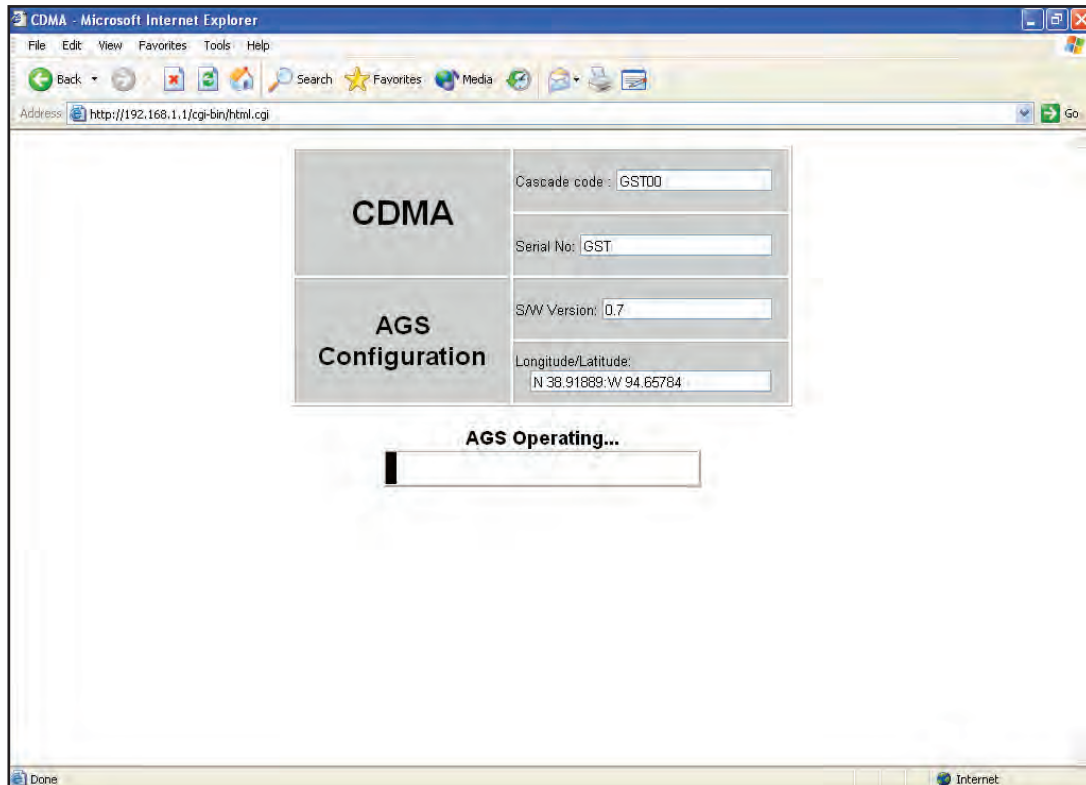 CDMA - Microsoft Internet Explorer
File Edit View Favorites Tools Help
Back Search Favorites Media
Address http://192.168.1.1/cgi-bin/html.cgi Go
CDMA
Cascade code : GST00
Serial No: GST
AGS
Configuration
S/W Version: 0.7
Longitude/Latitude:
N 38.91889:W 94.65784
AGS Operating...
Done Internet